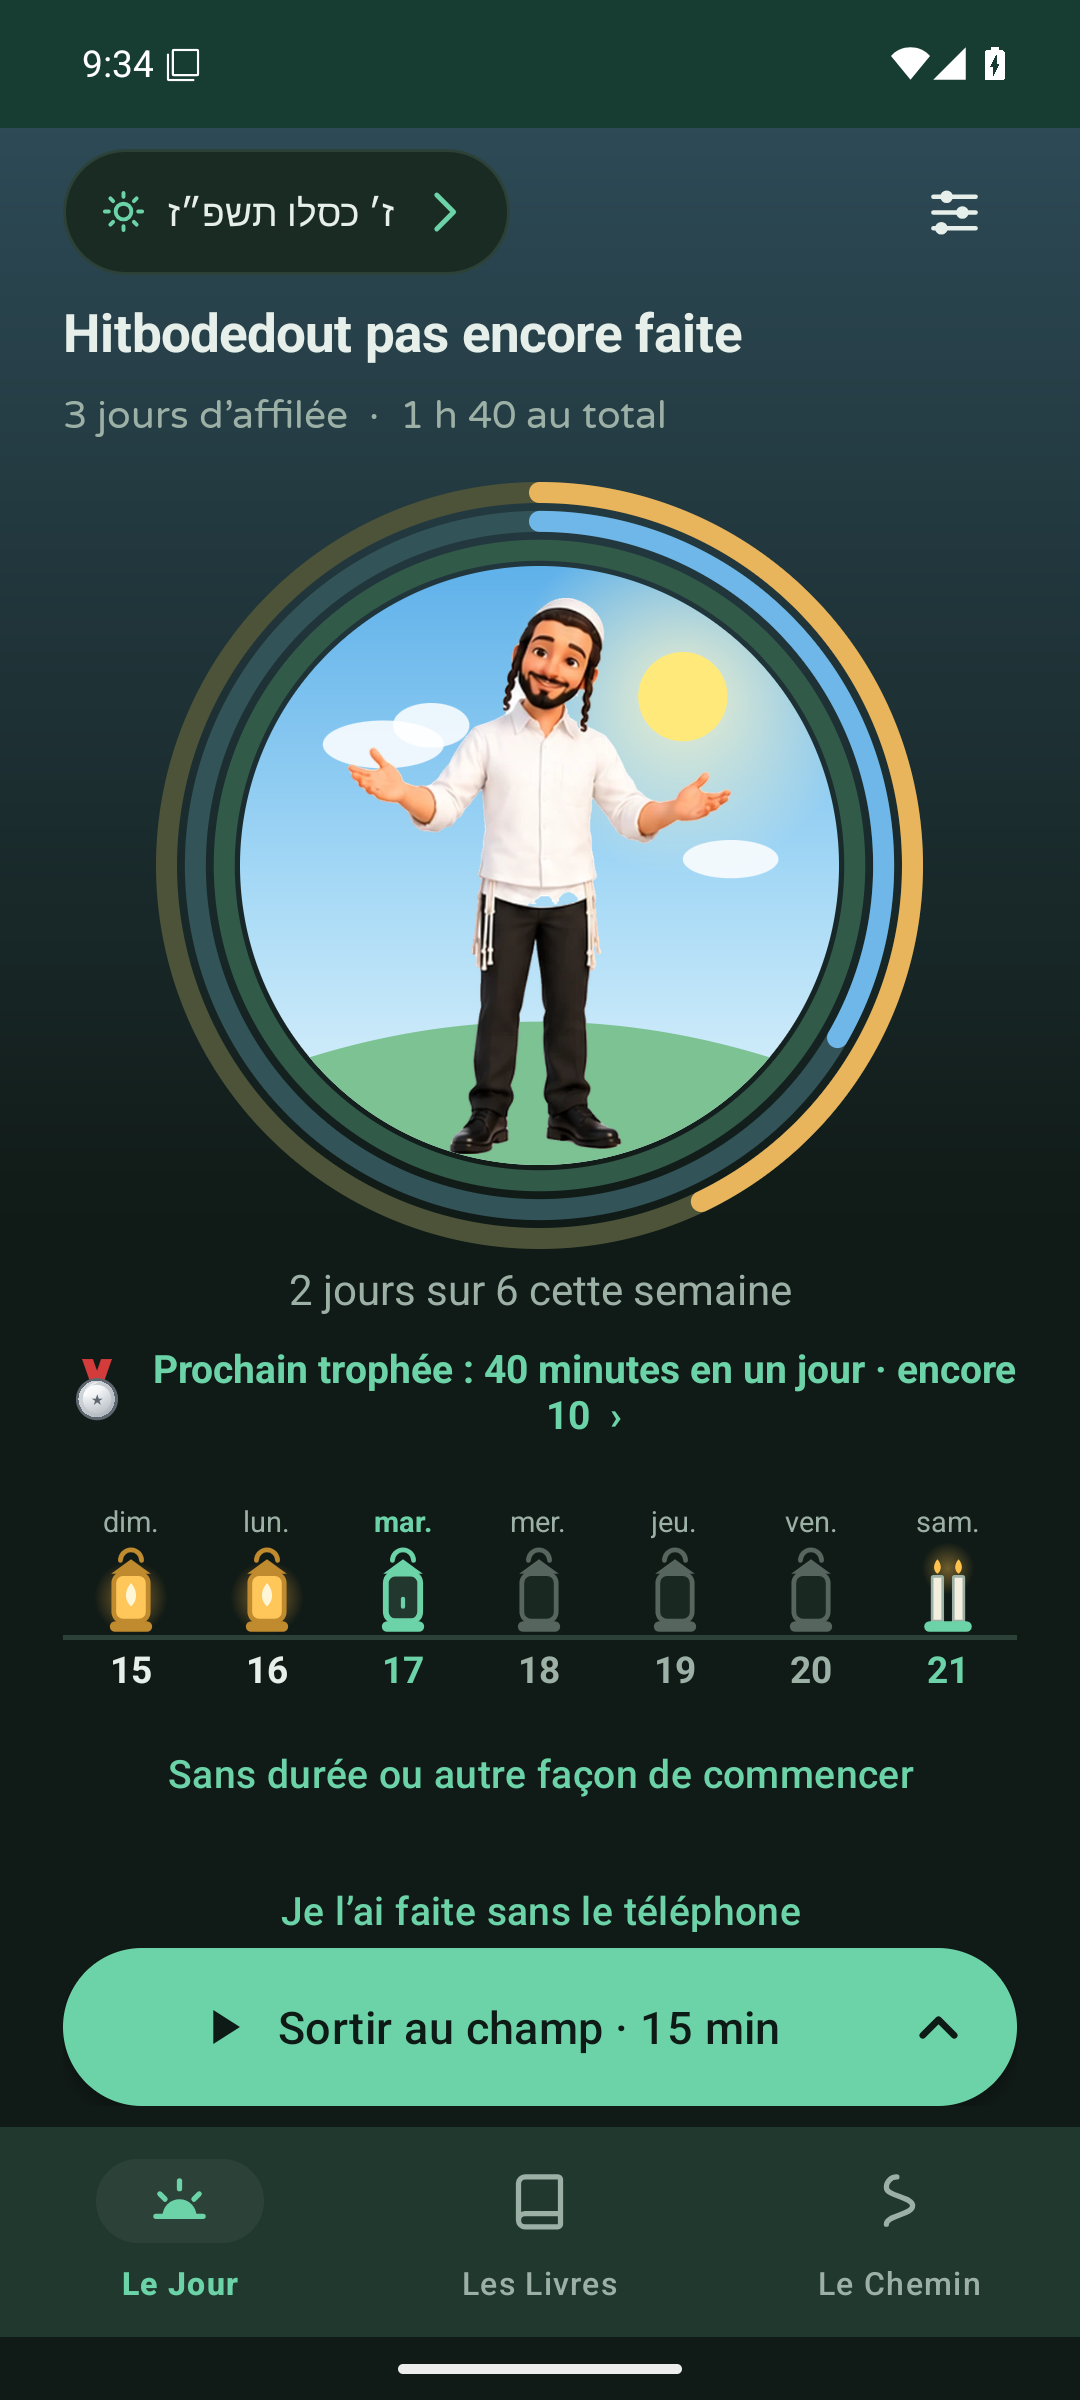 9:34
ז׳ כסלו תשפ״ז
Hitbodedout pas encore faite
3 jours d’affilée · 1 h 40 au total
2 jours sur 6 cette semaine
Prochain trophée : 40 minutes en un jour · encore
10 ›
dim. lun. mar. mer. jeu. ven. sam.
15 16 17 18 19 20 21
Sans durée ou autre façon de commencer
Je l’ai faite sans le téléphone
Sortir au champ · 15 min
Le Jour Les Livres Le Chemin